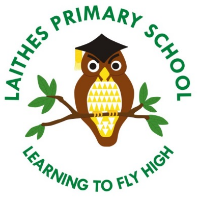 LAITHES PRIMARY SCHOOL
LEARNING TO FLY HIGH